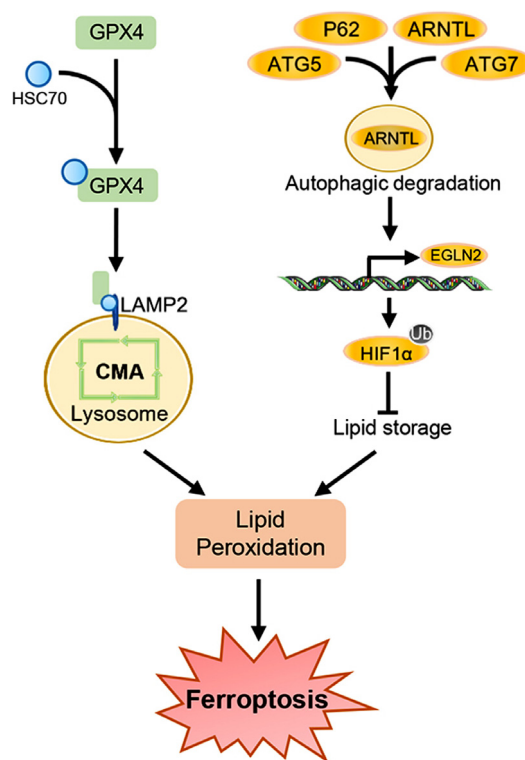 GPX4
HSC70
GPX4
LAMP2
CMA
Lysosome
P62
ARNTL
ATG5
ATG7
ARNTL
Autophagic degradation
EGLN2
Ub
HIF1α
Lipid storage
Lipid
Peroxidation
Ferroptosis